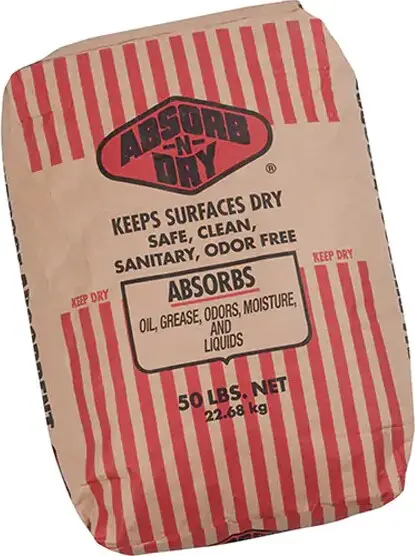 ABSORB
-N-
DRY
®
KEEPS SURFACES DRY
SAFE, CLEAN,
SANITARY, ODOR FREE
KEEP DRY
KEEP DRY
ABSORBS
OIL, GREASE, ODORS, MOISTURE,
AND
LIQUIDS
50 LBS. NET
22.68 kg